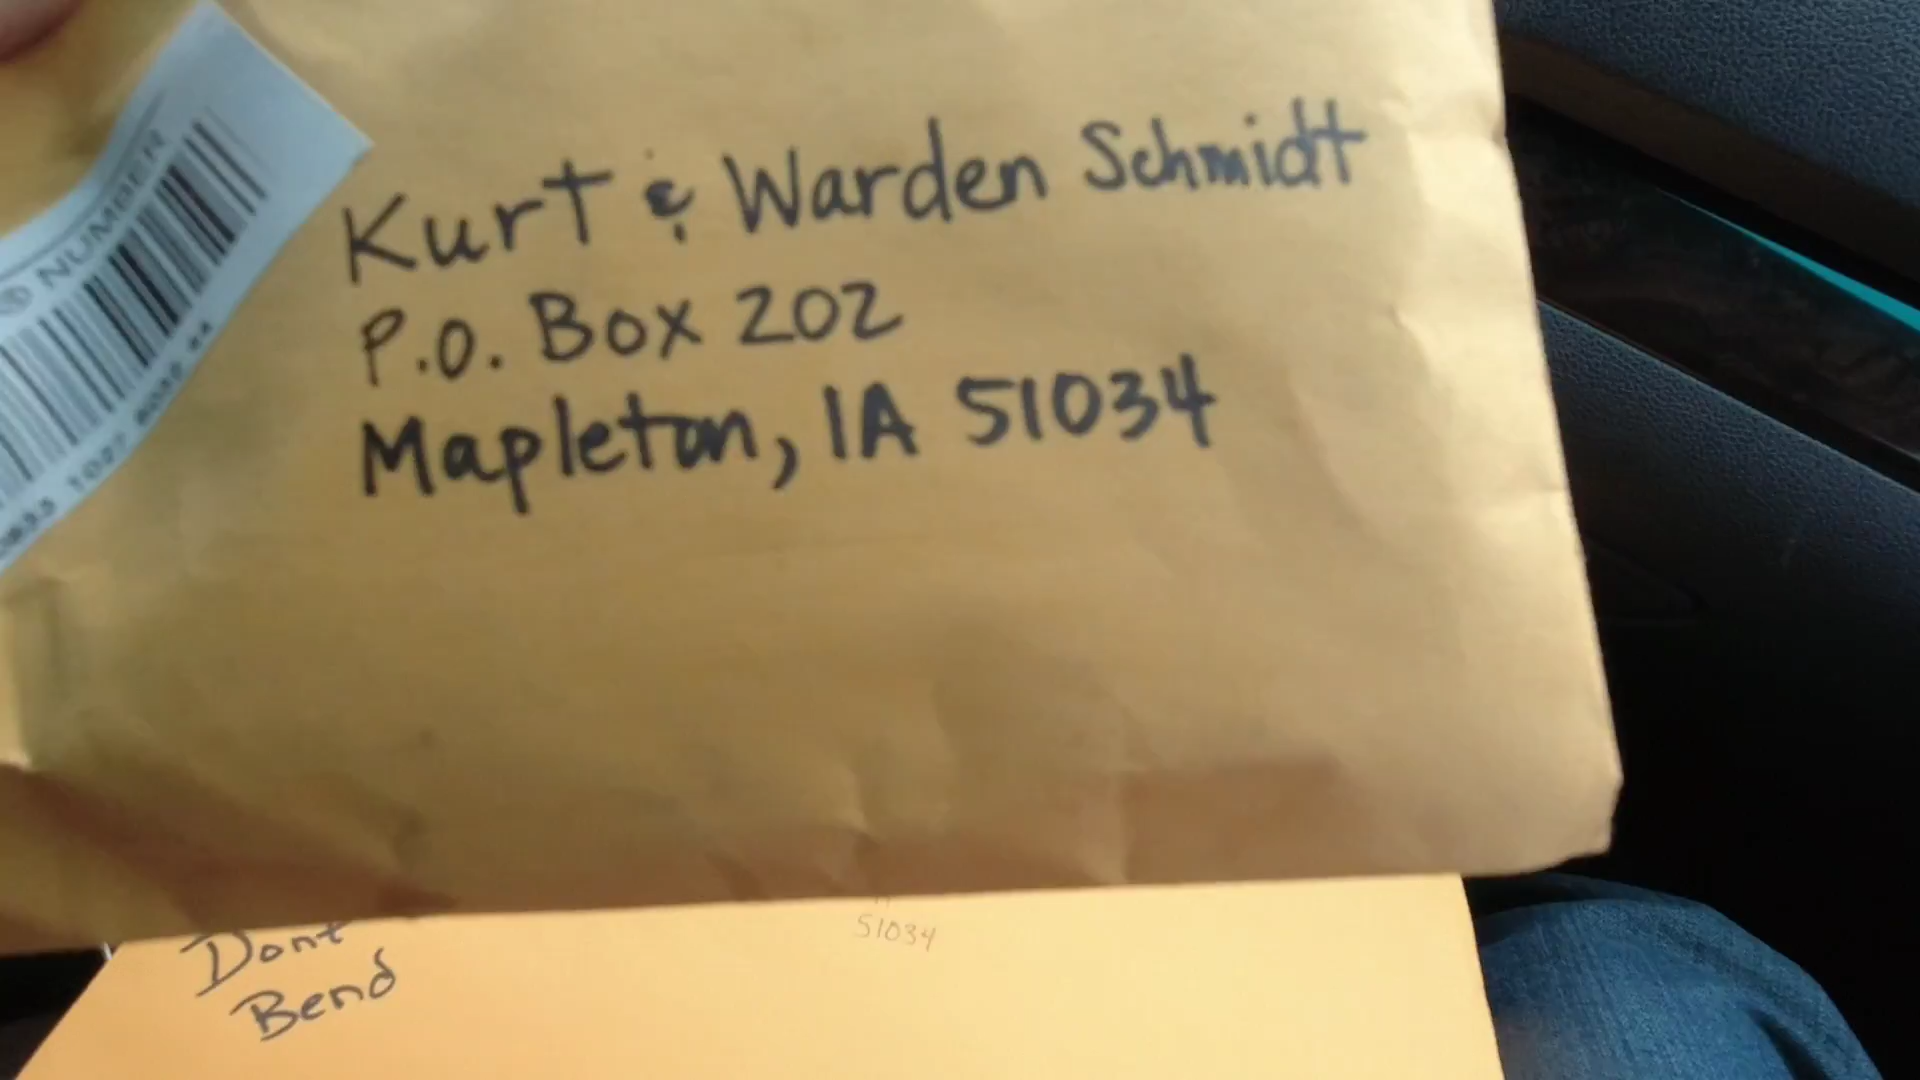 NUMBER
Kurt & Warden Schmidt
P.O. Box 202
Mapleton, IA 51034
Dont
Bend
51034